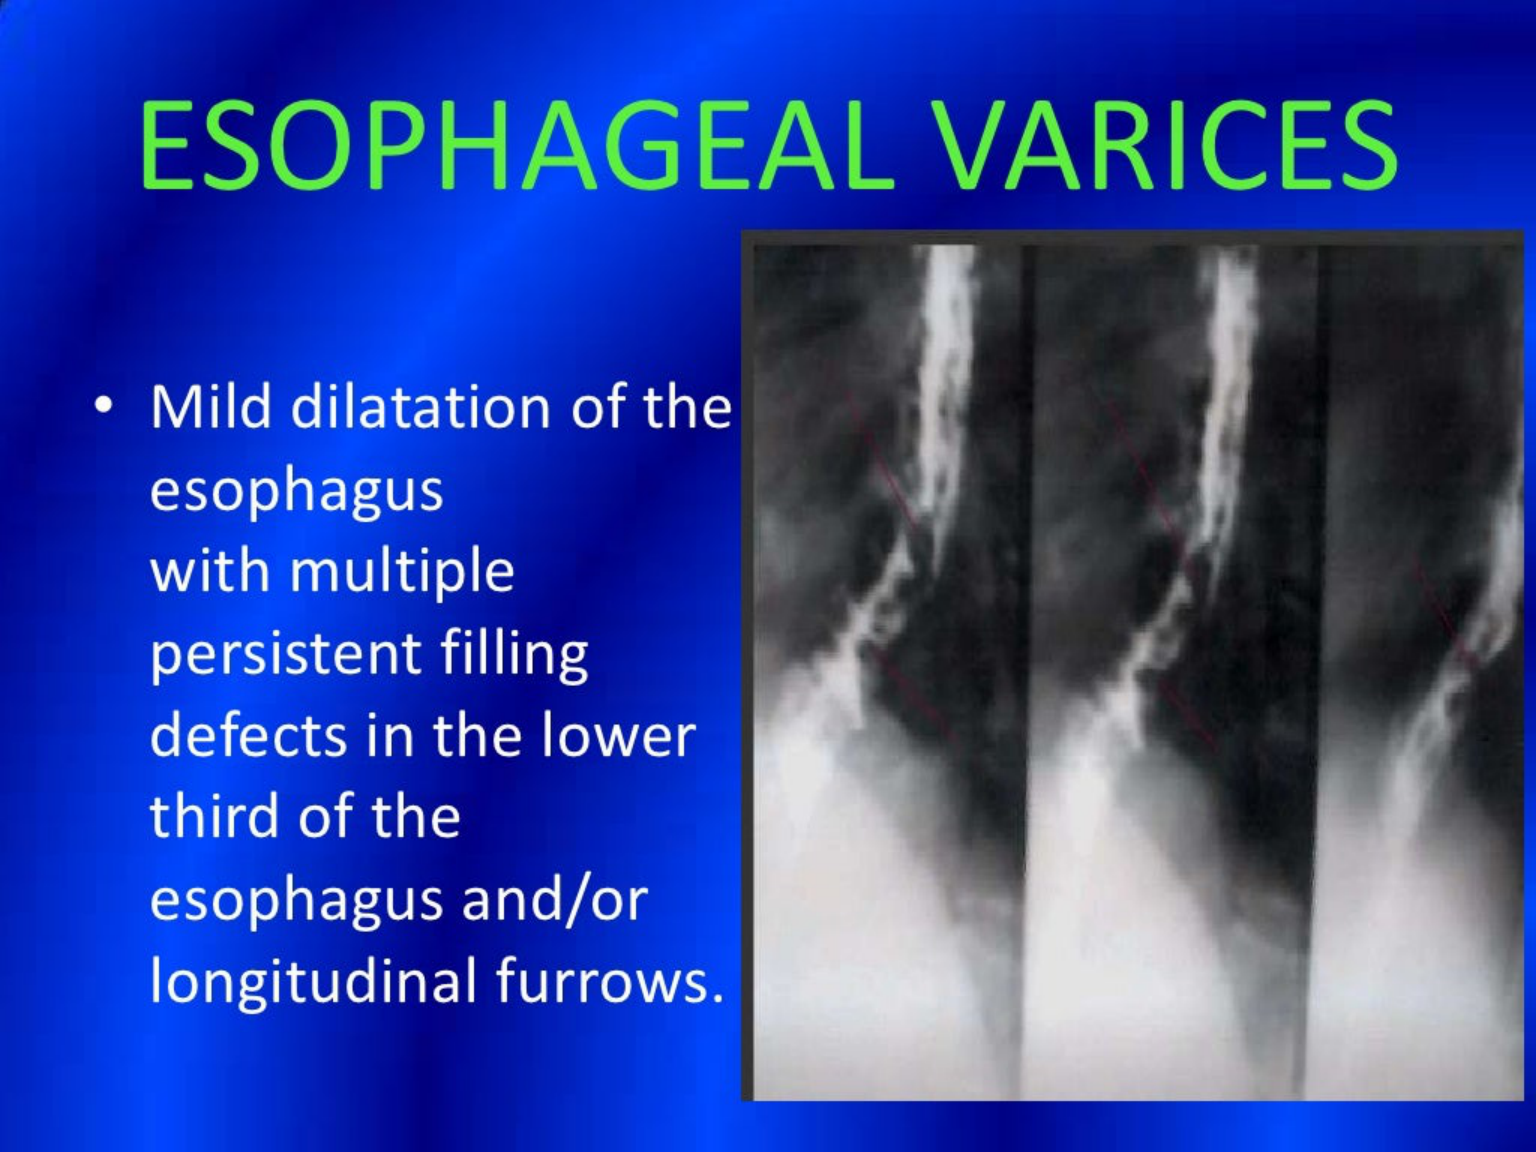 ESOPHAGEAL VARICES
• Mild dilatation of the
esophagus
with multiple
persistent filling
defects in the lower
third of the
esophagus and/or
longitudinal furrows.